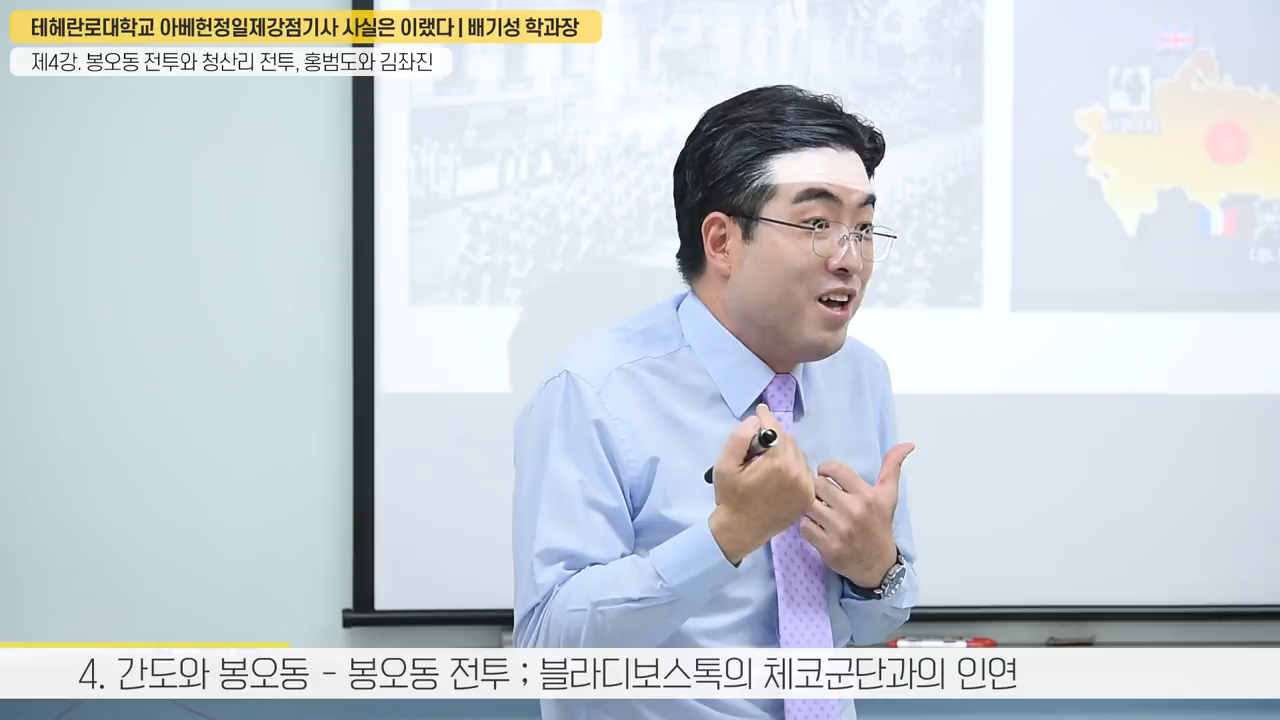 테헤란로대학교 아베헌정일제강점기사 사실은 이랬다 | 배기성 학과장
제4강. 봉오동 전투와 청산리 전투, 홍범도와 김좌진
4. 간도와 봉오동 - 봉오동 전투 ; 블라디보스톡의 체코군단과의 인연